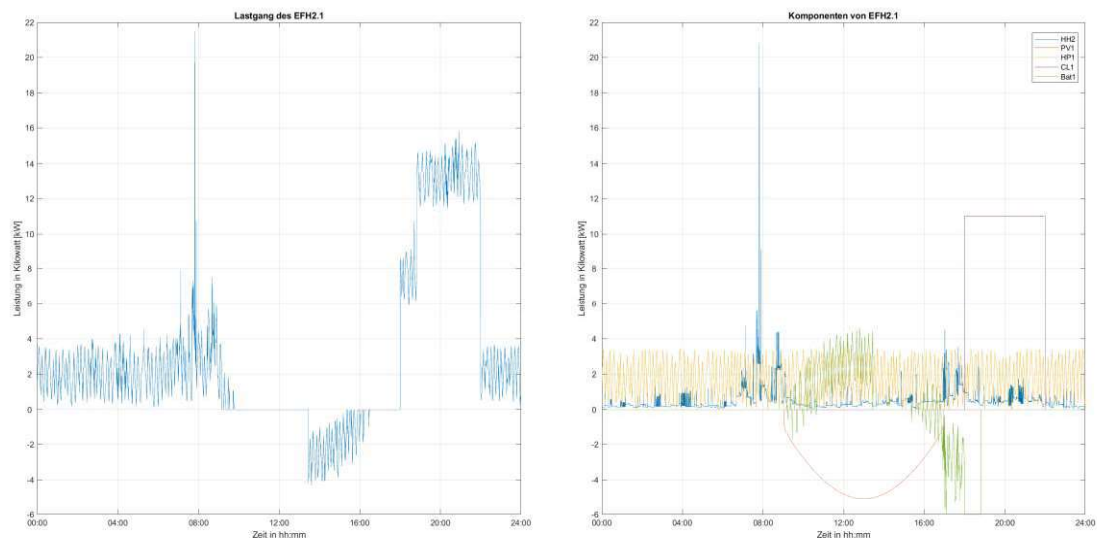 Lastgang des EFH2.1
Leistung in Kilowatt [kW]
22
20
18
16
14
12
10
8
6
4
2
0
-2
-4
-6
00:00 04:00 08:00 12:00 16:00 20:00 24:00
Zeit in hh:mm
Komponenten von EFH2.1
Leistung in Kilowatt [kW]
22
20
18
16
14
12
10
8
6
4
2
0
-2
-4
-6
00:00 04:00 08:00 12:00 16:00 20:00 24:00
Zeit in hh:mm
HH2
PV1
HP1
CL1
Bat1